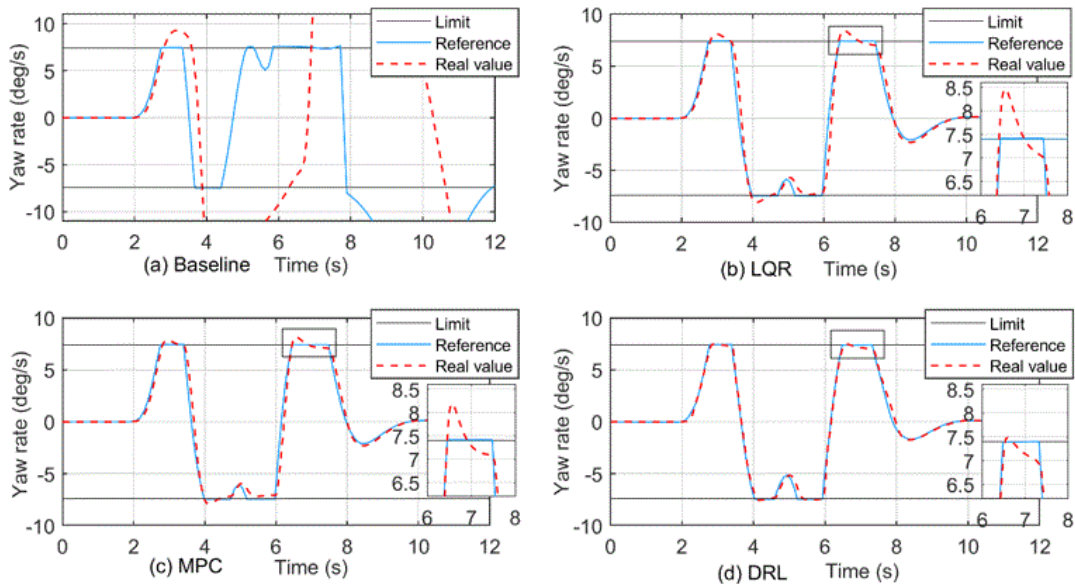 10
5
0
-5
-10
Yaw rate (deg/s)
Limit
Reference
Real value
0 2 4 6 8 10 12
(a) Baseline Time (s)
10
5
0
-5
-10
Yaw rate (deg/s)
Limit
Reference
Real value
8.5
8
7.5
7
6.5
6 7 8
0 2 4 6 8 10 12
(b) LQR Time (s)
10
5
0
-5
-10
Yaw rate (deg/s)
Limit
Reference
Real value
8.5
8
7.5
7
6.5
6 7 8
0 2 4 6 8 10 12
(c) MPC Time (s)
10
5
0
-5
-10
Yaw rate (deg/s)
Limit
Reference
Real value
8.5
8
7.5
7
6.5
6 7 8
0 2 4 6 8 10 12
(d) DRL Time (s)